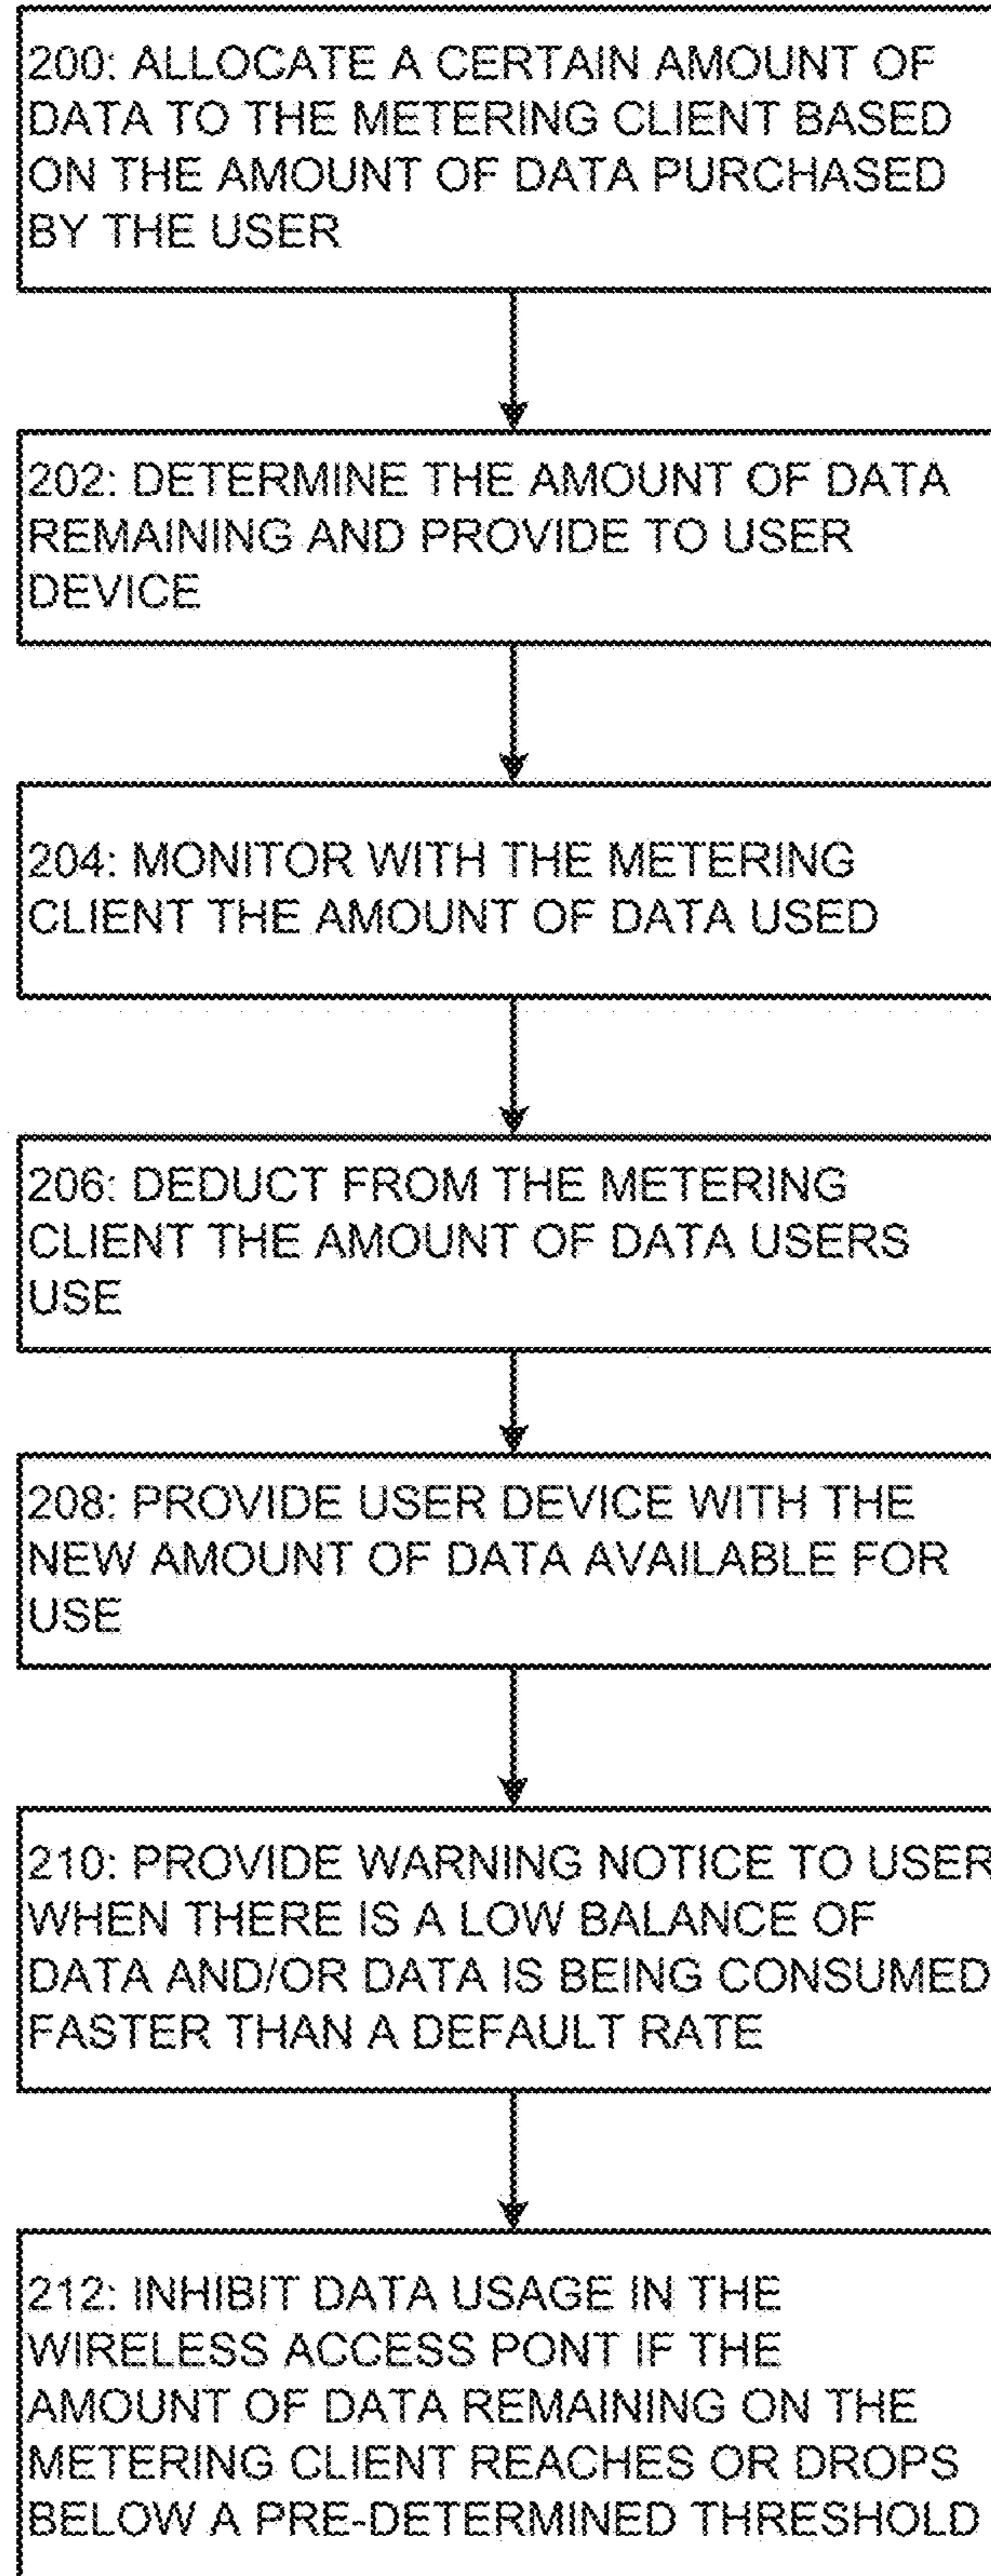 200: ALLOCATE A CERTAIN AMOUNT OF
DATA TO THE METERING CLIENT BASED
ON THE AMOUNT OF DATA PURCHASED
BY THE USER
202: DETERMINE THE AMOUNT OF DATA
REMAINING AND PROVIDE TO USER
DEVICE
204: MONITOR WITH THE METERING
CLIENT THE AMOUNT OF DATA USED
206: DEDUCT FROM THE METERING
CLIENT THE AMOUNT OF DATA USERS
USE
208: PROVIDE USER DEVICE WITH THE
NEW AMOUNT OF DATA AVAILABLE FOR
USE
210: PROVIDE WARNING NOTICE TO USER
WHEN THERE IS A LOW BALANCE OF
DATA AND/OR DATA IS BEING CONSUMED
FASTER THAN A DEFAULT RATE
212: INHIBIT DATA USAGE IN THE
WIRELESS ACCESS PONT IF THE
AMOUNT OF DATA REMAINING ON THE
METERING CLIENT REACHES OR DROPS
BELOW A PRE-DETERMINED THRESHOLD